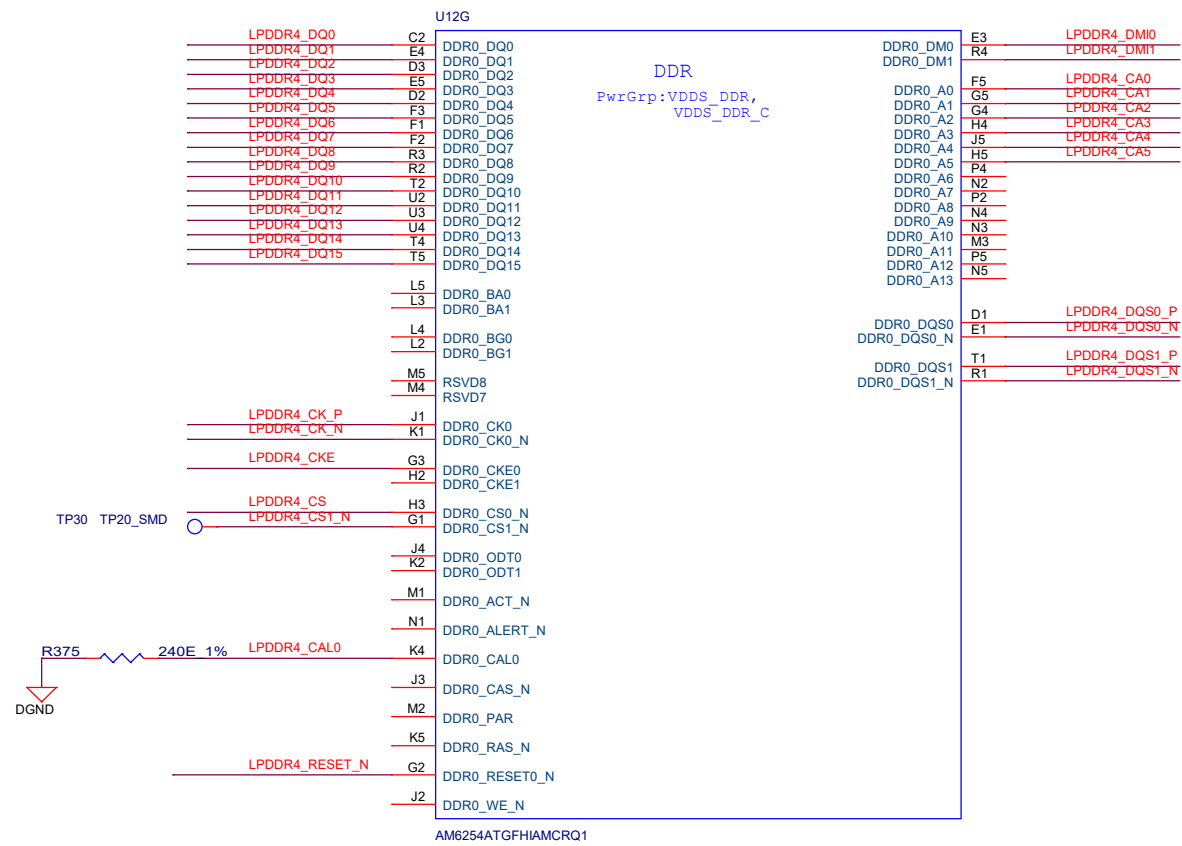 U12G
DDR
PwrGrp:VDDS_DDR,
VDDS_DDR_C
LPDDR4_DQ0 C2 DDR0_DQ0
LPDDR4_DQ1 E4 DDR0_DQ1
LPDDR4_DQ2 D3 DDR0_DQ2
LPDDR4_DQ3 E5 DDR0_DQ3
LPDDR4_DQ4 D2 DDR0_DQ4
LPDDR4_DQ5 F3 DDR0_DQ5
LPDDR4_DQ6 F1 DDR0_DQ6
LPDDR4_DQ7 F2 DDR0_DQ7
LPDDR4_DQ8 R3 DDR0_DQ8
LPDDR4_DQ9 R2 DDR0_DQ9
LPDDR4_DQ10 T2 DDR0_DQ10
LPDDR4_DQ11 U2 DDR0_DQ11
LPDDR4_DQ12 U3 DDR0_DQ12
LPDDR4_DQ13 U4 DDR0_DQ13
LPDDR4_DQ14 T4 DDR0_DQ14
LPDDR4_DQ15 T5 DDR0_DQ15
L5 DDR0_BA0
L3 DDR0_BA1
L4 DDR0_BG0
L2 DDR0_BG1
M5 RSVD8
M4 RSVD7
LPDDR4_CK_P J1 DDR0_CK0
LPDDR4_CK_N K1 DDR0_CK0_N
LPDDR4_CKE G3 DDR0_CKE0
H2 DDR0_CKE1
LPDDR4_CS H3 DDR0_CS0_N
TP30 TP20_SMD LPDDR4_CS1_N G1 DDR0_CS1_N
J4 DDR0_ODT0
K2 DDR0_ODT1
M1 DDR0_ACT_N
N1 DDR0_ALERT_N
R375 240E_1% LPDDR4_CAL0 K4 DDR0_CAL0
DGND
J3 DDR0_CAS_N
M2 DDR0_PAR
K5 DDR0_RAS_N
LPDDR4_RESET_N G2 DDR0_RESET0_N
J2 DDR0_WE_N
DDR0_DM0 E3 LPDDR4_DMI0
DDR0_DM1 R4 LPDDR4_DMI1
DDR0_A0 F5 LPDDR4_CA0
DDR0_A1 G5 LPDDR4_CA1
DDR0_A2 G4 LPDDR4_CA2
DDR0_A3 H4 LPDDR4_CA3
DDR0_A4 J5 LPDDR4_CA4
DDR0_A5 H5 LPDDR4_CA5
DDR0_A6 P4
DDR0_A7 N2
DDR0_A8 P2
DDR0_A9 N4
DDR0_A10 N3
DDR0_A11 M3
DDR0_A12 P5
DDR0_A13 N5
DDR0_DQS0 D1 LPDDR4_DQS0_P
DDR0_DQS0_N E1 LPDDR4_DQS0_N
DDR0_DQS1 T1 LPDDR4_DQS1_P
DDR0_DQS1_N R1 LPDDR4_DQS1_N
AM6254ATGFHIAMCRQ1